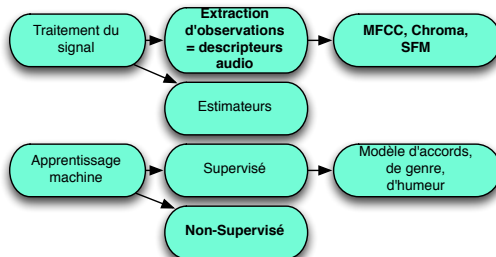 Traitement du
signal
Extraction
d'observations
= descripteurs
audio
MFCC, Chroma,
SFM
Estimateurs
Apprentissage
machine
Supervisé
Modèle d'accords,
de genre,
d'humeur
Non-Supervisé